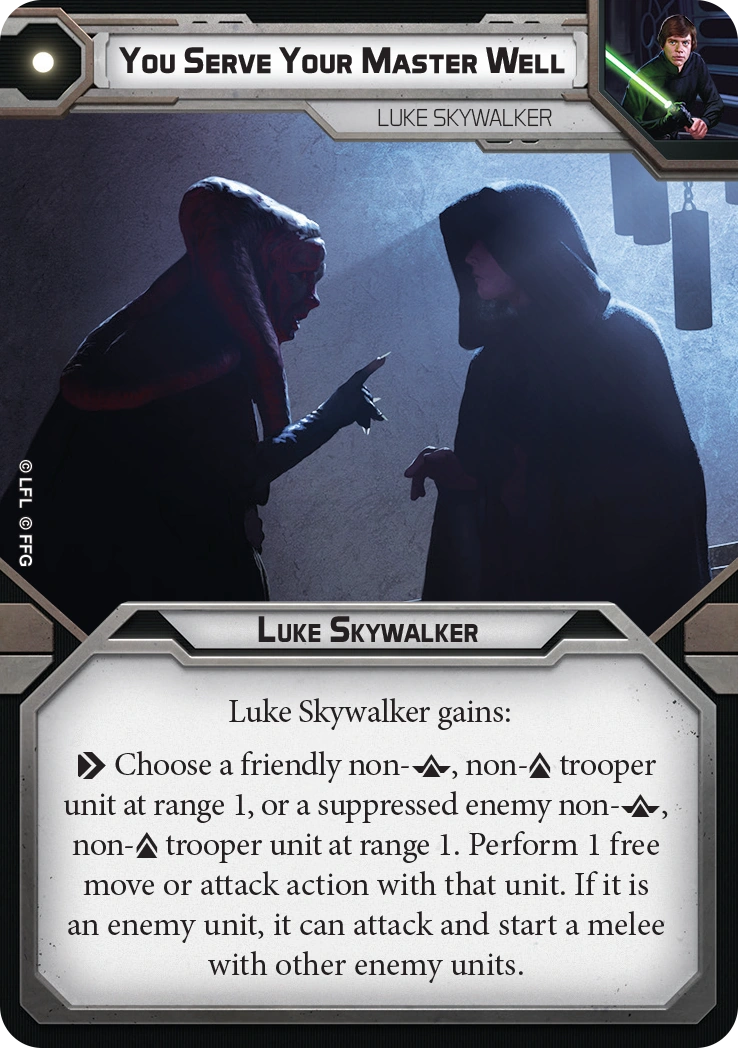 You Serve Your Master Well
LUKE SKYWALKER
© LFL © FFG
Luke Skywalker
Luke Skywalker gains:
Choose a friendly non-, non- trooper
unit at range 1, or a suppressed enemy non-,
non- trooper unit at range 1. Perform 1 free
move or attack action with that unit. If it is
an enemy unit, it can attack and start a melee
with other enemy units.